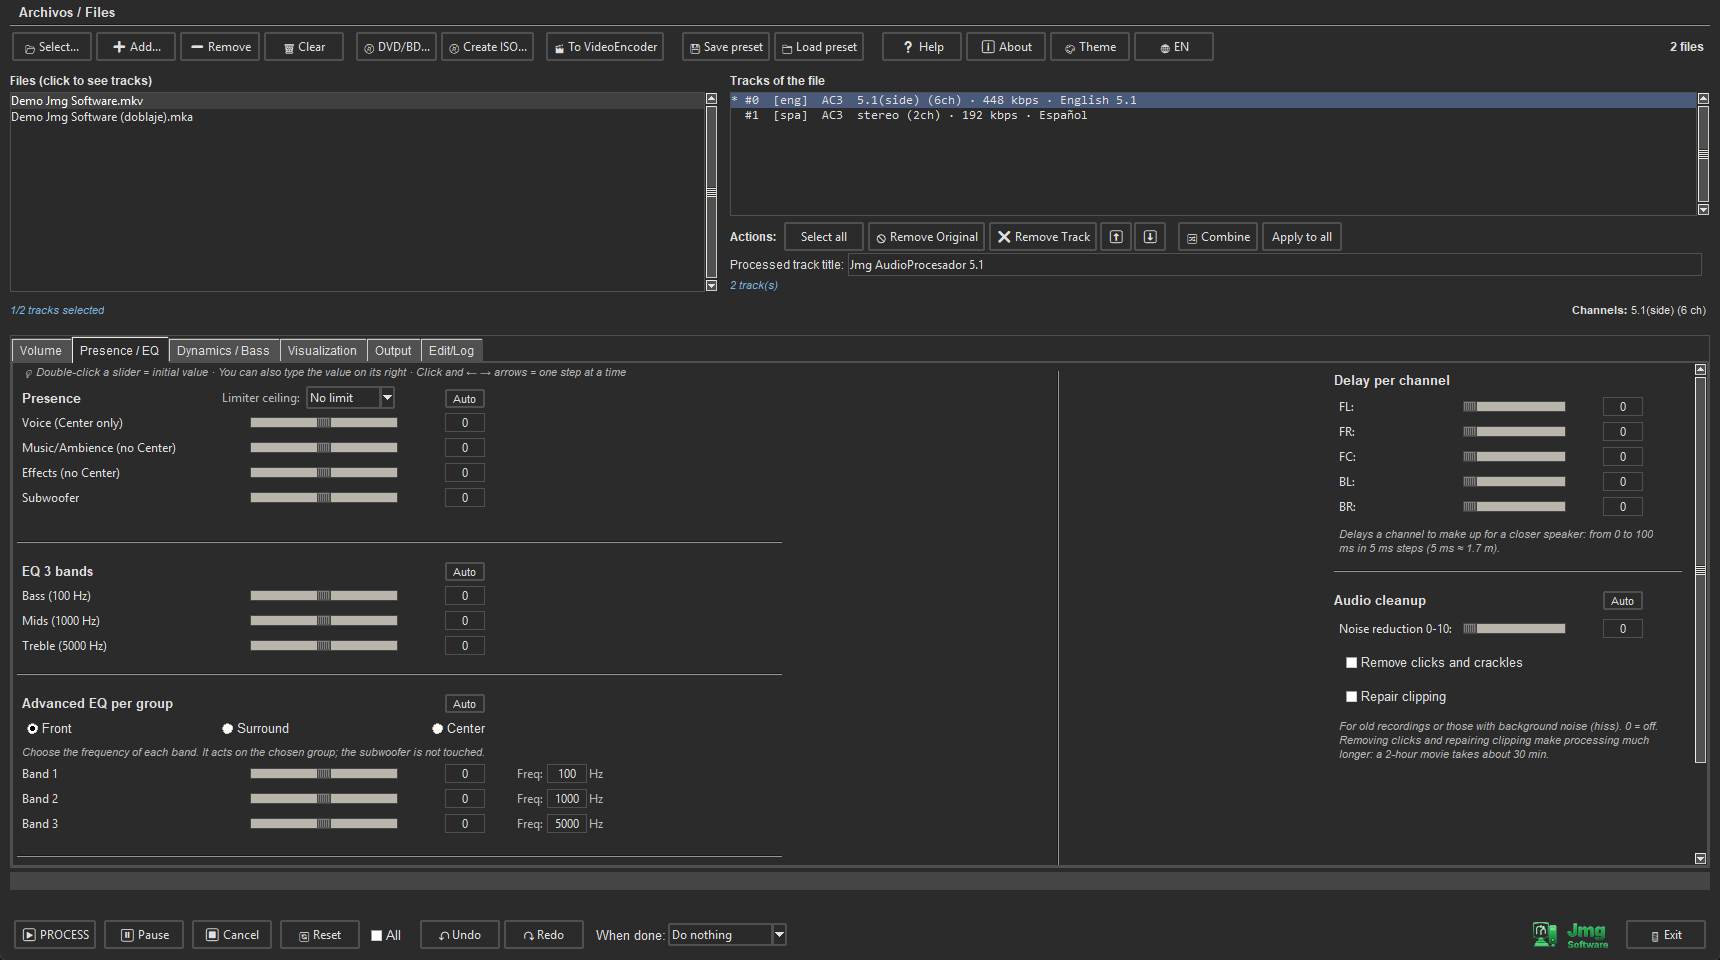 Archivos / Files
Select... Add... Remove Clear DVD/BD... Create ISO... To VideoEncoder Save preset Load preset Help About Theme EN 2 files
Files (click to see tracks)
Demo Jmg Software.mkv
Demo Jmg Software (doblaje).mka
1/2 tracks selected
Tracks of the file
* #0 [eng] AC3 5.1(side) (6ch) · 448 kbps · English 5.1
#1 [spa] AC3 stereo (2ch) · 192 kbps · Español
Actions: Select all Remove Original Remove Track Combine Apply to all
Processed track title: Jmg AudioProcesador 5.1
2 track(s)
Channels: 5.1(side) (6 ch)
Volume Presence / EQ Dynamics / Bass Visualization Output Edit/Log
Double-click a slider = initial value · You can also type the value on its right · Click and ←→ arrows = one step at a time
Presence Limiter ceiling: No limit Auto
Voice (Center only) 0
Music/Ambience (no Center) 0
Effects (no Center) 0
Subwoofer 0
EQ 3 bands Auto
Bass (100 Hz) 0
Mids (1000 Hz) 0
Treble (5000 Hz) 0
Advanced EQ per group Auto
Front Surround Center
Choose the frequency of each band. It acts on the chosen group; the subwoofer is not touched.
Band 1 0 Freq: 100 Hz
Band 2 0 Freq: 1000 Hz
Band 3 0 Freq: 5000 Hz
Delay per channel
FL: 0
FR: 0
FC: 0
BL: 0
BR: 0
Delays a channel to make up for a closer speaker: from 0 to 100
ms in 5 ms steps (5 ms ≈ 1.7 m).
Audio cleanup Auto
Noise reduction 0-10: 0
Remove clicks and crackles
Repair clipping
For old recordings or those with background noise (hiss). 0 = off.
Removing clicks and repairing clipping make processing much
longer: a 2-hour movie takes about 30 min.
PROCESS Pause Cancel Reset All Undo Redo When done: Do nothing Jmg Software Exit